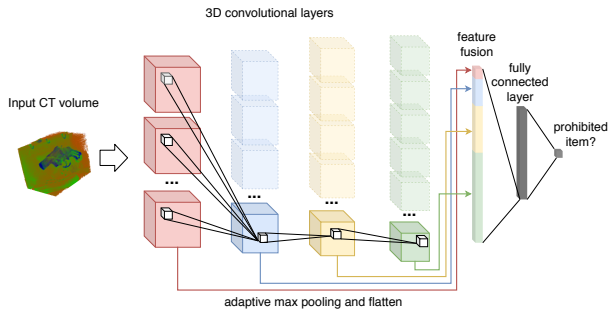 3D convolutional layers
feature
fusion
fully
connected
layer
Input CT volume
prohibited
item?
...
...
...
...
...
adaptive max pooling and flatten